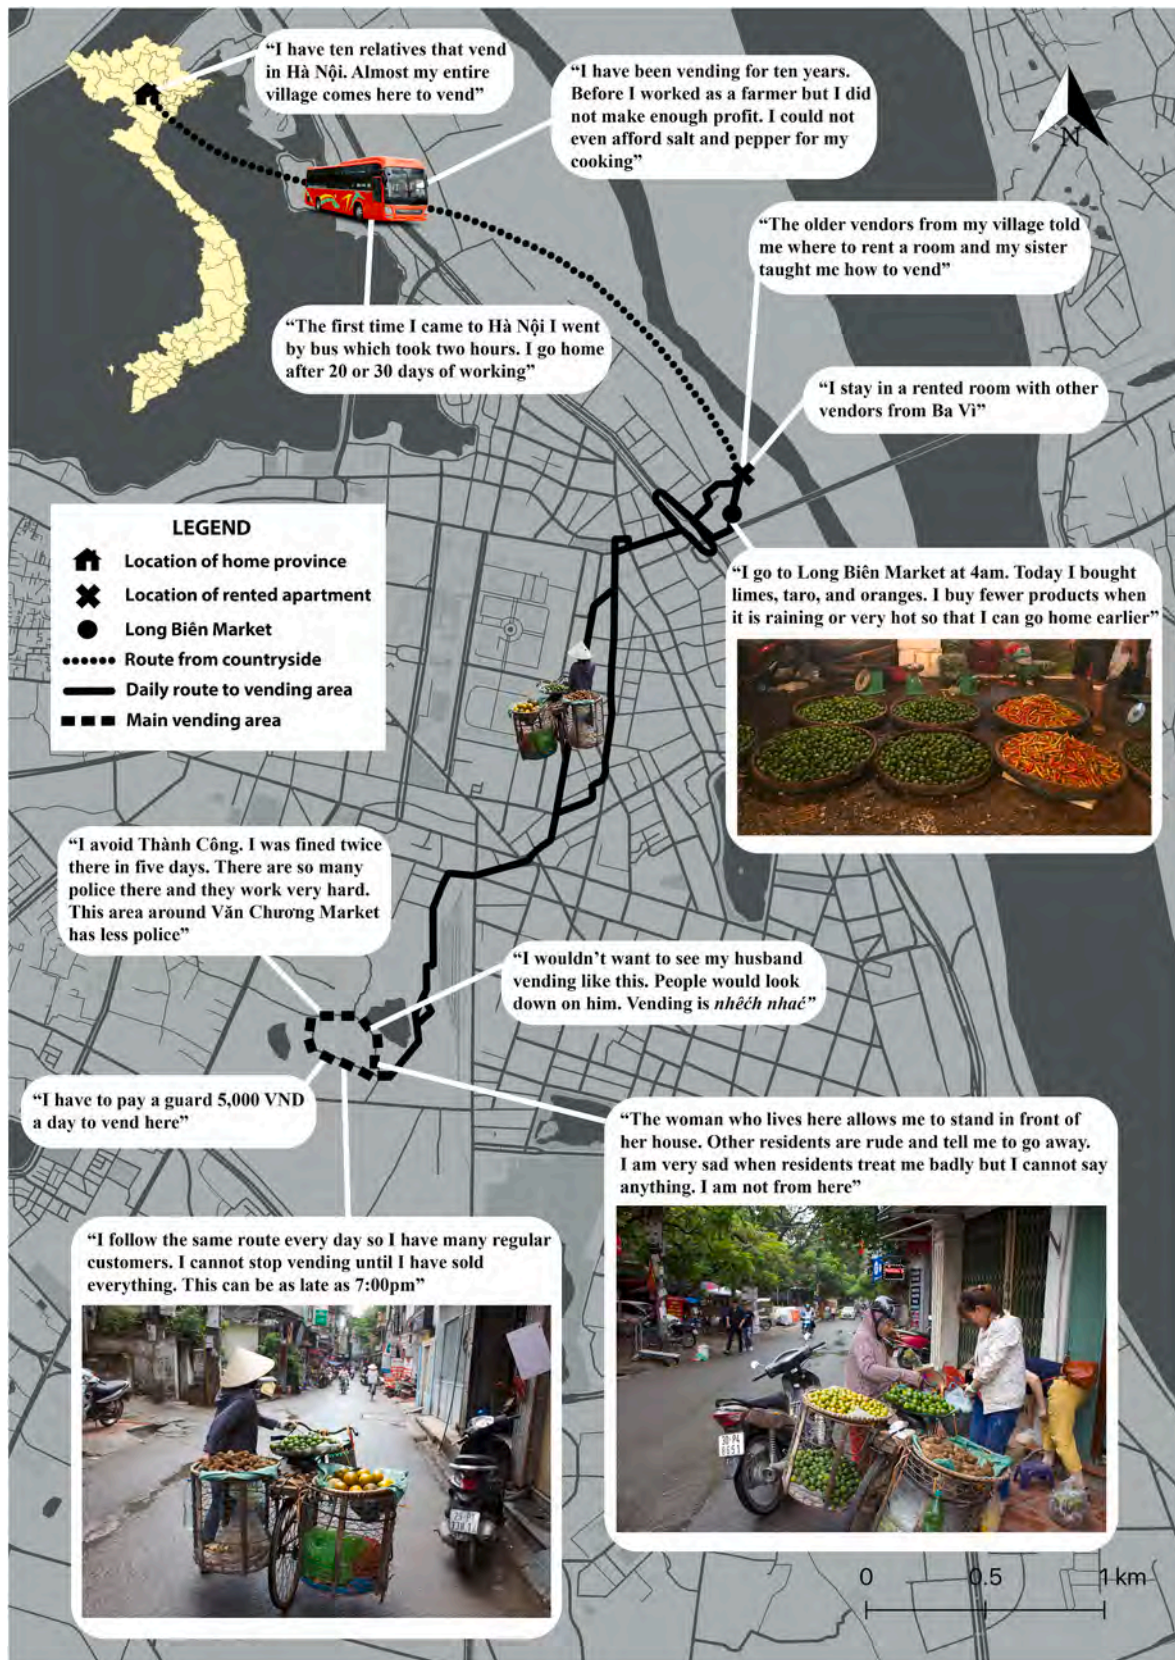 “I have ten relatives that vend
in Hà Nội. Almost my entire
village comes here to vend”
“I have been vending for ten years.
Before I worked as a farmer but I did
not make enough profit. I could not
even afford salt and pepper for my
cooking”
N
“The older vendors from my village told
me where to rent a room and my sister
taught me how to vend”
“The first time I came to Hà Nội I went
by bus which took two hours. I go home
after 20 or 30 days of working”
“I stay in a rented room with other
vendors from Ba Vì”
LEGEND
Location of home province
Location of rented apartment
Long Biên Market
Route from countryside
Daily route to vending area
Main vending area
“I go to Long Biên Market at 4am. Today I bought
limes, taro, and oranges. I buy fewer products when
it is raining or very hot so that I can go home earlier”
“I avoid Thành Công. I was fined twice
there in five days. There are so many
police there and they work very hard.
This area around Văn Chương Market
has less police”
“I wouldn’t want to see my husband
vending like this. People would look
down on him. Vending is nhếch nhác”
“I have to pay a guard 5,000 VND
a day to vend here”
“The woman who lives here allows me to stand in front of
her house. Other residents are rude and tell me to go away.
I am very sad when residents treat me badly but I cannot say
anything. I am not from here”
“I follow the same route every day so I have many regular
customers. I cannot stop vending until I have sold
everything. This can be as late as 7:00pm”
0 0.5 1 km